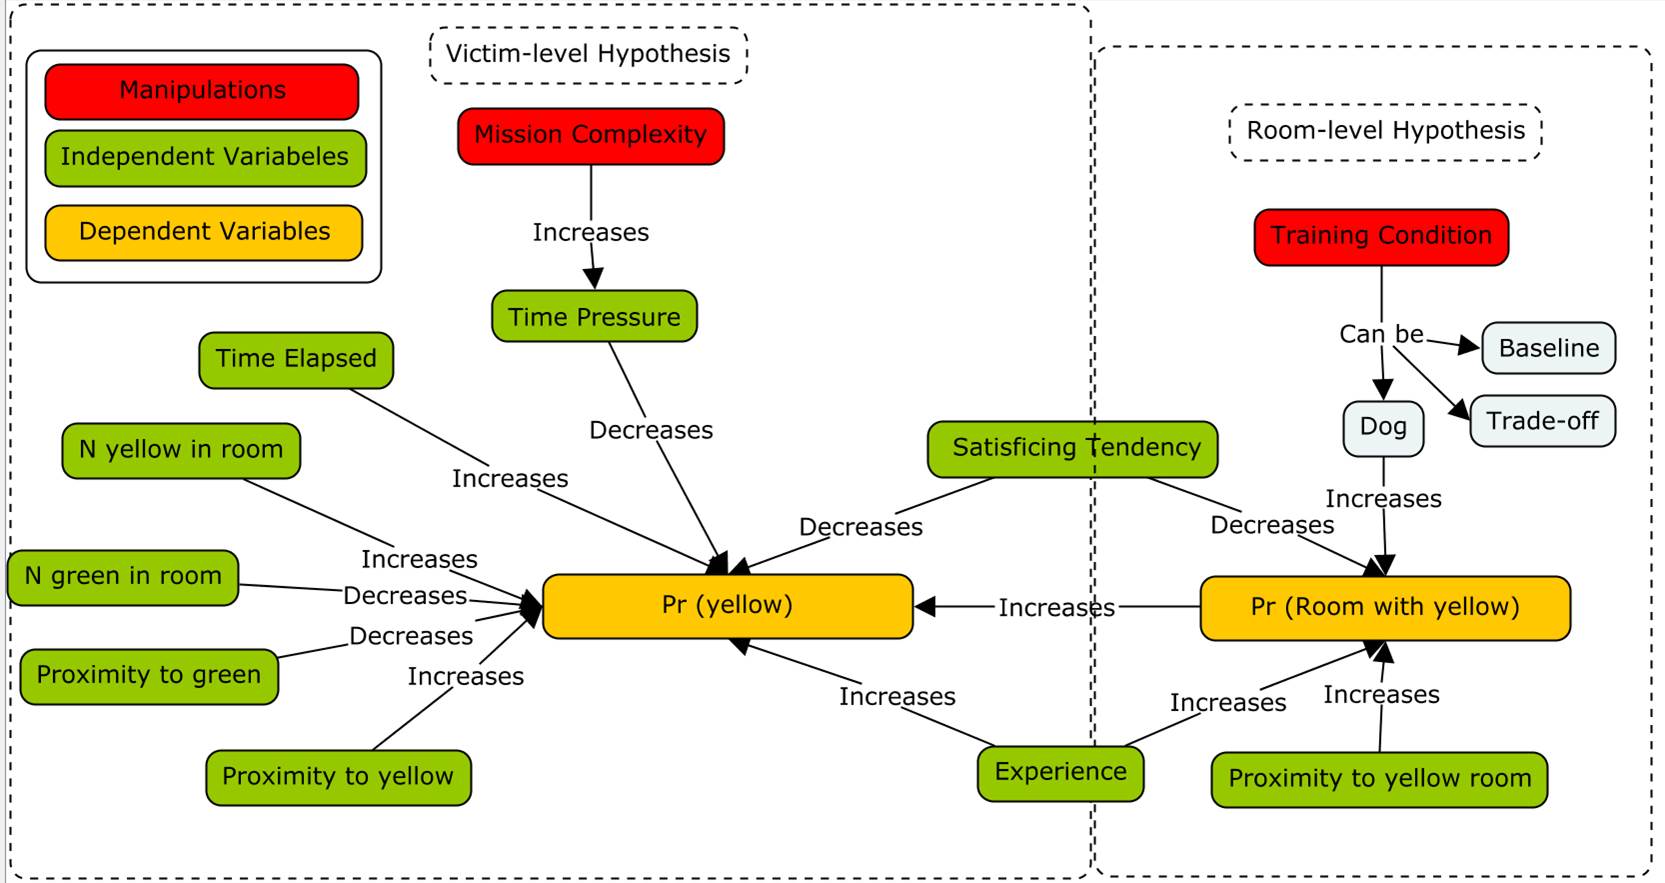 Victim-level Hypothesis
Manipulations
Independent Variabeles
Dependent Variables
Mission Complexity
Increases
Time Pressure
Decreases
Time Elapsed
Increases
N yellow in room
Increases
N green in room
Decreases
Proximity to green
Decreases
Proximity to yellow
Increases
Pr (yellow)
Satisficing Tendency
Decreases
Decreases
Increases
Experience
Increases
Increases
Room-level Hypothesis
Training Condition
Can be
Baseline
Trade-off
Dog
Increases
Pr (Room with yellow)
Increases
Proximity to yellow room